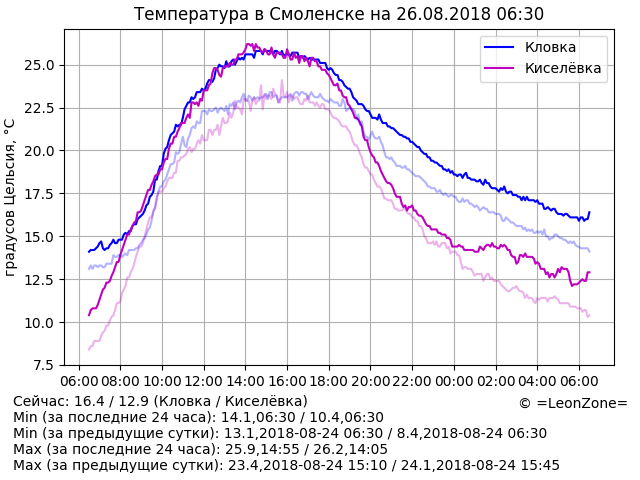 Температура в Смоленске на 26.08.2018 06:30
Кловка
Киселёвка
градусов Цельсия, °C
25.0
22.5
20.0
17.5
15.0
12.5
10.0
7.5
06:00 08:00 10:00 12:00 14:00 16:00 18:00 20:00 22:00 00:00 02:00 04:00 06:00
Сейчас: 16.4 / 12.9 (Кловка / Киселёвка)
© =LeonZone=
Min (за последние 24 часа): 14.1,06:30 / 10.4,06:30
Min (за предыдущие сутки): 13.1,2018-08-24 06:30 / 8.4,2018-08-24 06:30
Max (за последние 24 часа): 25.9,14:55 / 26.2,14:05
Max (за предыдущие сутки): 23.4,2018-08-24 15:10 / 24.1,2018-08-24 15:45